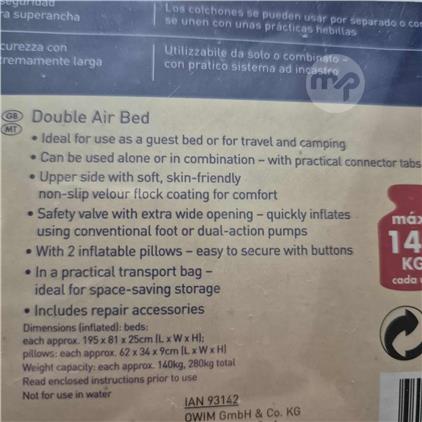 seguridad
ra superancha
Los colchones se pueden usar por separado o co
se unen con unas prácticas hebillas
curezza con
tremamente larga
Utilizzabile da solo o combinato –
con pratico sistema ad incastro
mp
GB
MT
Double Air Bed
• Ideal for use as a guest bed or for travel and camping
• Can be used alone or in combination – with practical connector tabs
• Upper side with soft, skin-friendly
non-slip velour flock coating for comfort
• Safety valve with extra wide opening – quickly inflates
using conventional foot or dual-action pumps
• With 2 inflatable pillows – easy to secure with buttons
• In a practical transport bag –
ideal for space-saving storage
• Includes repair accessories
Dimensions (inflated): beds:
each approx. 195 x 81 x 25cm (L x W x H);
pillows: each approx. 62 x 34 x 9cm (L x W x H)
Weight capacity: each approx. 140kg, 280kg total
Read enclosed instructions prior to use
Not for use in water
máx
14
KG
cada u
IAN 93142
OWIM GmbH & Co. KG